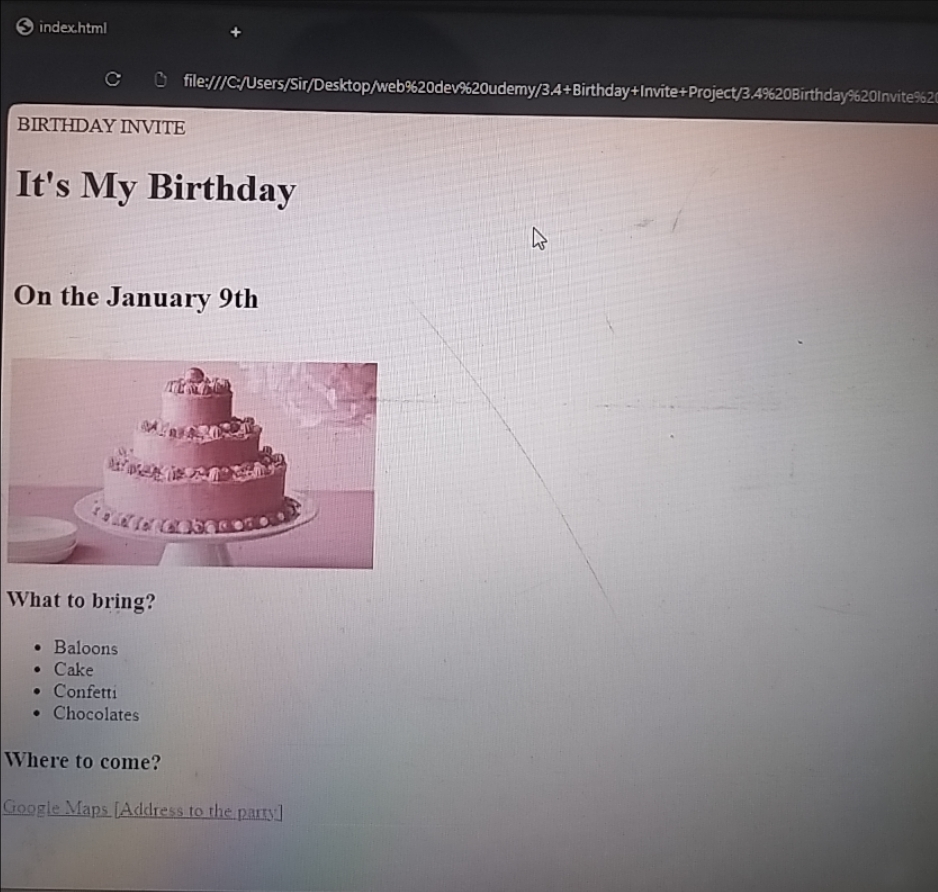 index.html
file:///C:/Users/Sir/Desktop/web%20dev%20udemy/3.4+Birthday+Invite+Project/3.4%20Birthday%20Invite%20
BIRTHDAY INVITE
It's My Birthday
On the January 9th
What to bring?
• Baloons
• Cake
• Confetti
• Chocolates
Where to come?
Google Maps [Address to the party]